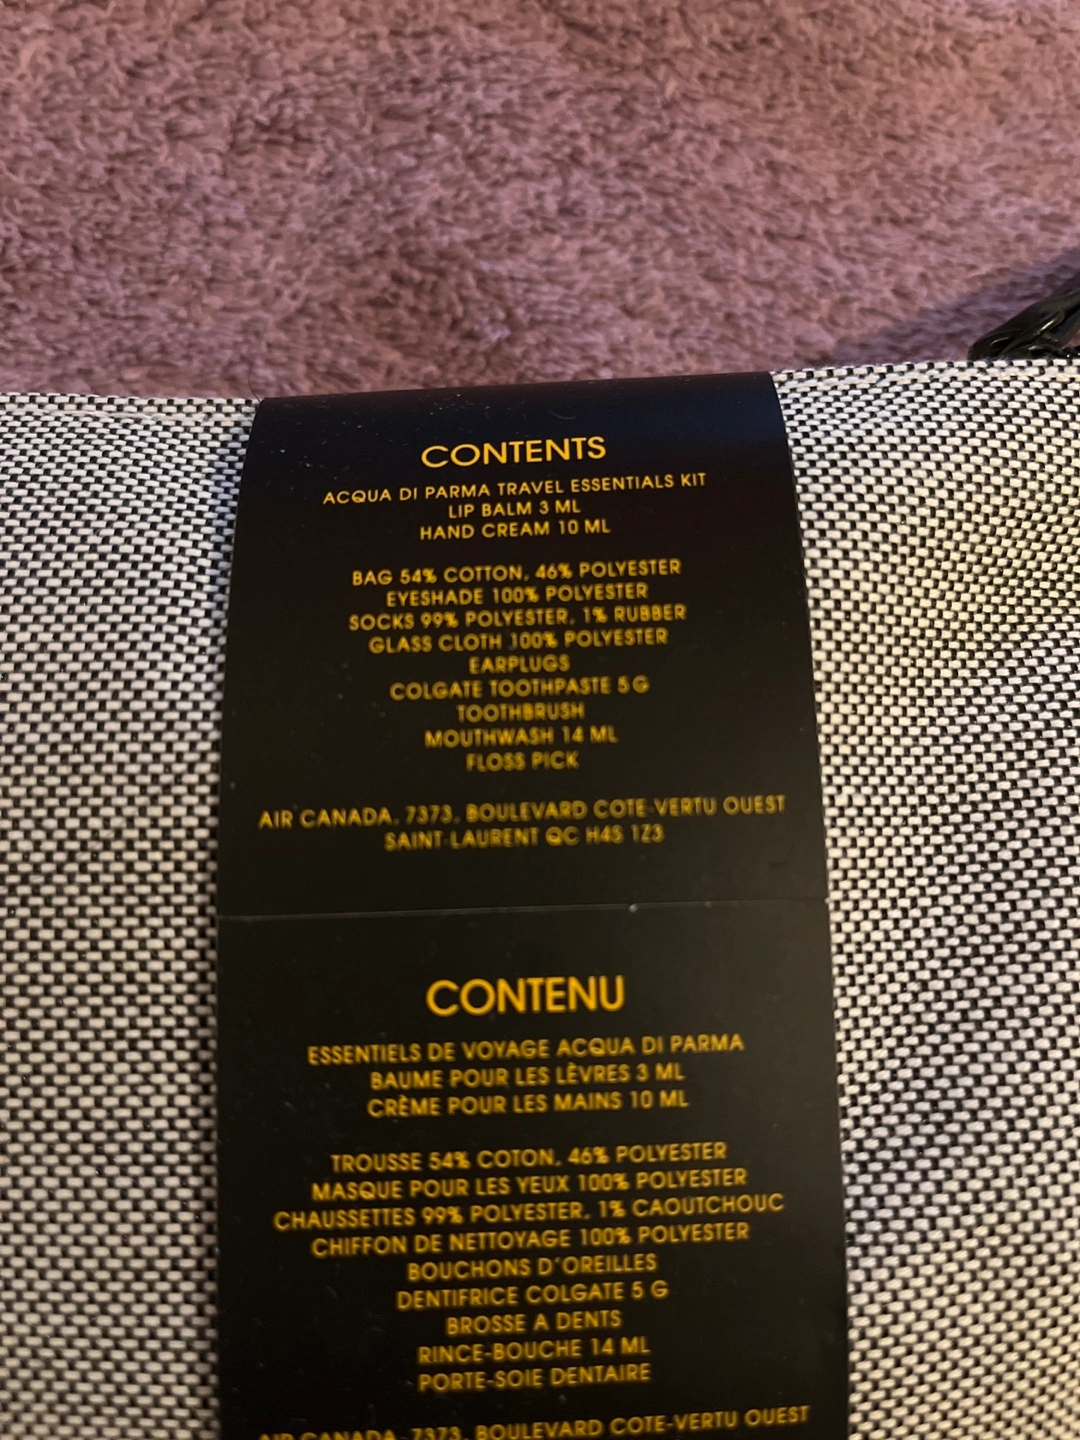 CONTENTS
ACQUA DI PARMA TRAVEL ESSENTIALS KIT
LIP BALM 3 ML
HAND CREAM 10 ML
BAG 54% COTTON, 46% POLYESTER
EYESHADE 100% POLYESTER
SOCKS 99% POLYESTER, 1% RUBBER
GLASS CLOTH 100% POLYESTER
EARPLUGS
COLGATE TOOTHPASTE 5 G
TOOTHBRUSH
MOUTHWASH 14 ML
FLOSS PICK
AIR CANADA, 7373, BOULEVARD COTE-VERTU OUEST
SAINT-LAURENT QC H4S 1Z3
CONTENU
ESSENTIELS DE VOYAGE ACQUA DI PARMA
BAUME POUR LES LÈVRES 3 ML
CRÈME POUR LES MAINS 10 ML
TROUSSE 54% COTON, 46% POLYESTER
MASQUE POUR LES YEUX 100% POLYESTER
CHAUSSETTES 99% POLYESTER, 1% CAOUTCHOUC
CHIFFON DE NETTOYAGE 100% POLYESTER
BOUCHONS D'OREILLES
DENTIFRICE COLGATE 5 G
BROSSE A DENTS
RINCE-BOUCHE 14 ML
PORTE-SOIE DENTAIRE
AIR CANADA, 7373, BOULEVARD COTE-VERTU OUEST